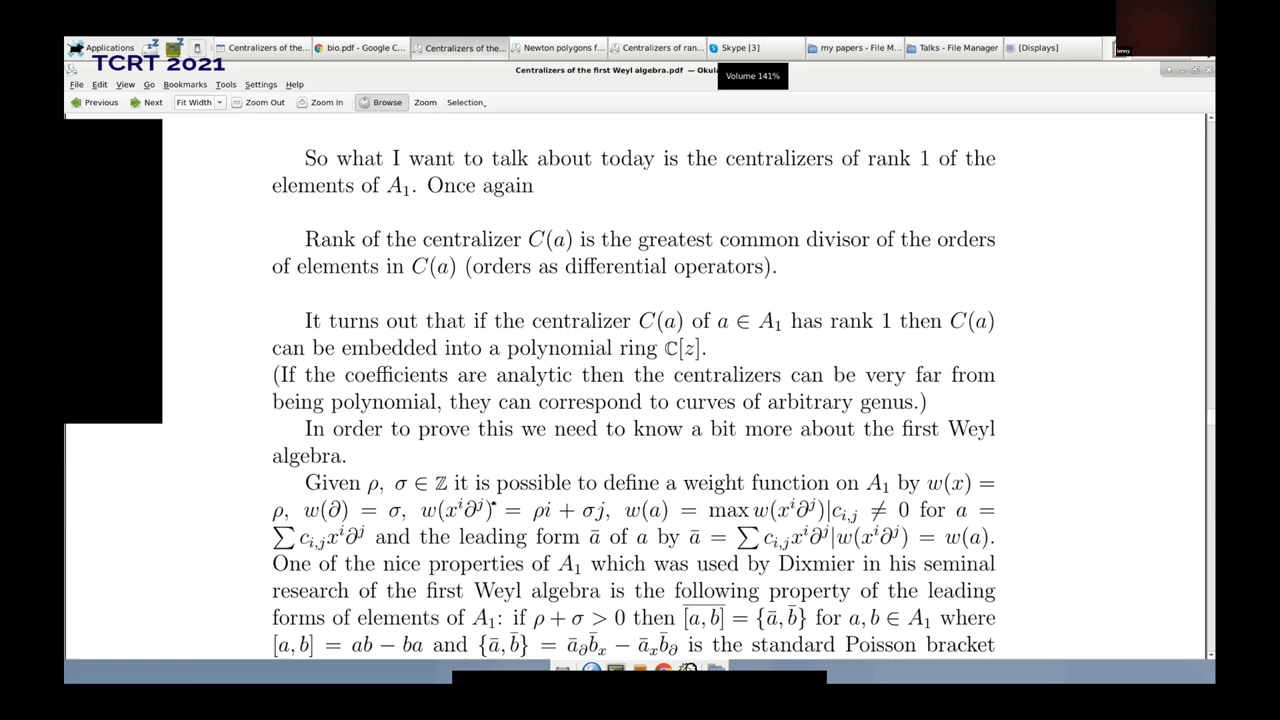 Applications
Centralizers of the...
bio.pdf - Google C...
Centralizers of the...
Newton polygons f...
Centralizers of ran...
Skype [3]
my papers - File M...
Talks - File Manager
[Displays]
TCRT 2021
Centralizers of the first Weyl algebra.pdf — Okula
Volume 141%
File Edit View Go Bookmarks Tools Settings Help
Previous Next Fit Width Zoom Out Zoom In Browse Zoom Selection
So what I want to talk about today is the centralizers of rank 1 of the
elements of A₁. Once again
Rank of the centralizer C(a) is the greatest common divisor of the orders
of elements in C(a) (orders as differential operators).
It turns out that if the centralizer C(a) of a ∈ A₁ has rank 1 then C(a)
can be embedded into a polynomial ring ℂ[z].
(If the coefficients are analytic then the centralizers can be very far from
being polynomial, they can correspond to curves of arbitrary genus.)
In order to prove this we need to know a bit more about the first Weyl
algebra.
Given ρ, σ ∈ ℤ it is possible to define a weight function on A₁ by w(x) =
ρ, w(∂) = σ, w(xⁱ∂ʲ) = ρi + σj, w(a) = max w(xⁱ∂ʲ)|c_{i,j} ≠ 0 for a =
∑ c_{i,j}xⁱ∂ʲ and the leading form ā of a by ā = ∑ c_{i,j}xⁱ∂ʲ|w(xⁱ∂ʲ) = w(a).
One of the nice properties of A₁ which was used by Dixmier in his seminal
research of the first Weyl algebra is the following property of the leading
forms of elements of A₁: if ρ + σ > 0 then \overline{[a, b]} = {ā, b̄} for a, b ∈ A₁ where
[a, b] = ab − ba and {ā, b̄} = ā_∂b̄_x − ā_xb̄_∂ is the standard Poisson bracket